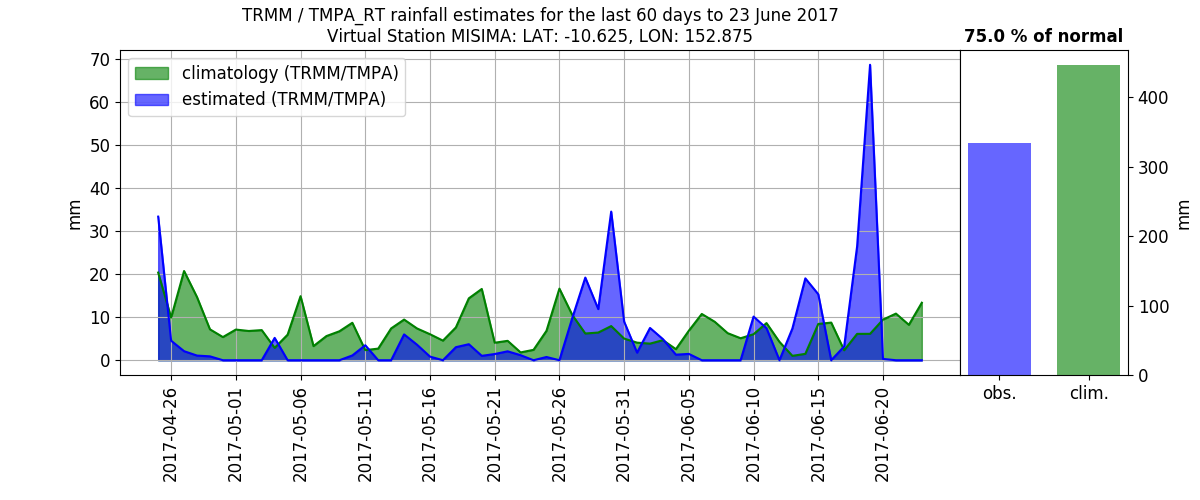 TRMM / TMPA_RT rainfall estimates for the last 60 days to 23 June 2017
Virtual Station MISIMA: LAT: -10.625, LON: 152.875
75.0 % of normal
climatology (TRMM/TMPA)
estimated (TRMM/TMPA)
mm
70
60
50
40
30
20
10
0
2017-04-26
2017-05-01
2017-05-06
2017-05-11
2017-05-16
2017-05-21
2017-05-26
2017-05-31
2017-06-05
2017-06-10
2017-06-15
2017-06-20
400
300
200
100
0
mm
obs.
clim.